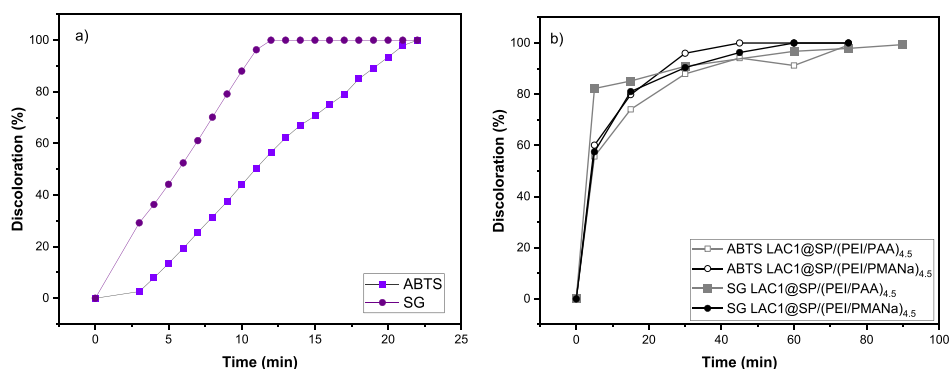 a)
Discoloration (%)
100
80
60
40
20
0
0 5 10 15 20 25
Time (min)
ABTS
SG
b)
Discoloration (%)
100
80
60
40
20
0
0 20 40 60 80 100
Time (min)
ABTS LAC1@SP/(PEI/PAA)4.5
ABTS LAC1@SP/(PEI/PMANa)4.5
SG LAC1@SP/(PEI/PAA)4.5
SG LAC1@SP/(PEI/PMANa)4.5